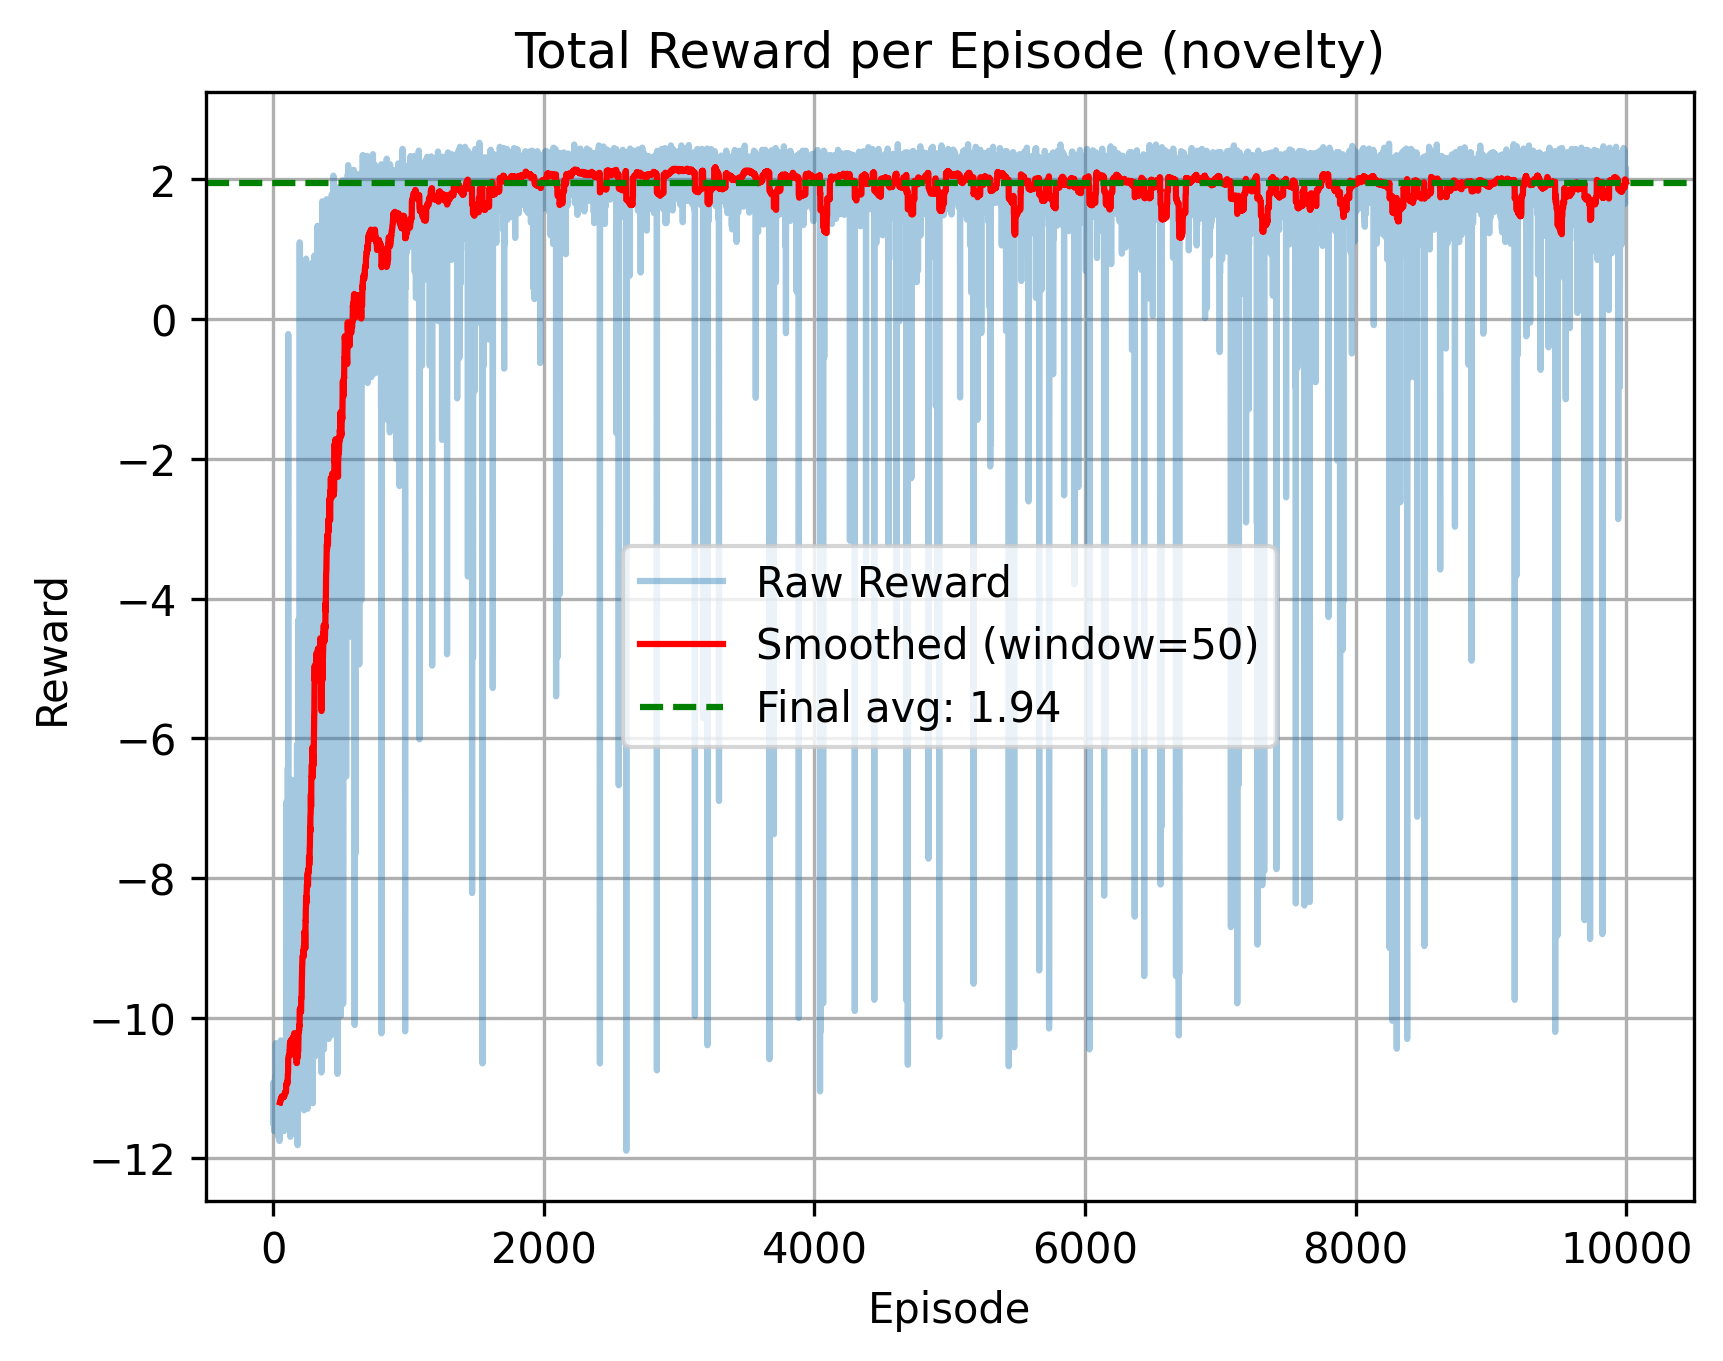 Total Reward per Episode (novelty)
2
0
−2
−4
−6
−8
−10
−12
Reward
Raw Reward
Smoothed (window=50)
Final avg: 1.94
0 2000 4000 6000 8000 10000
Episode